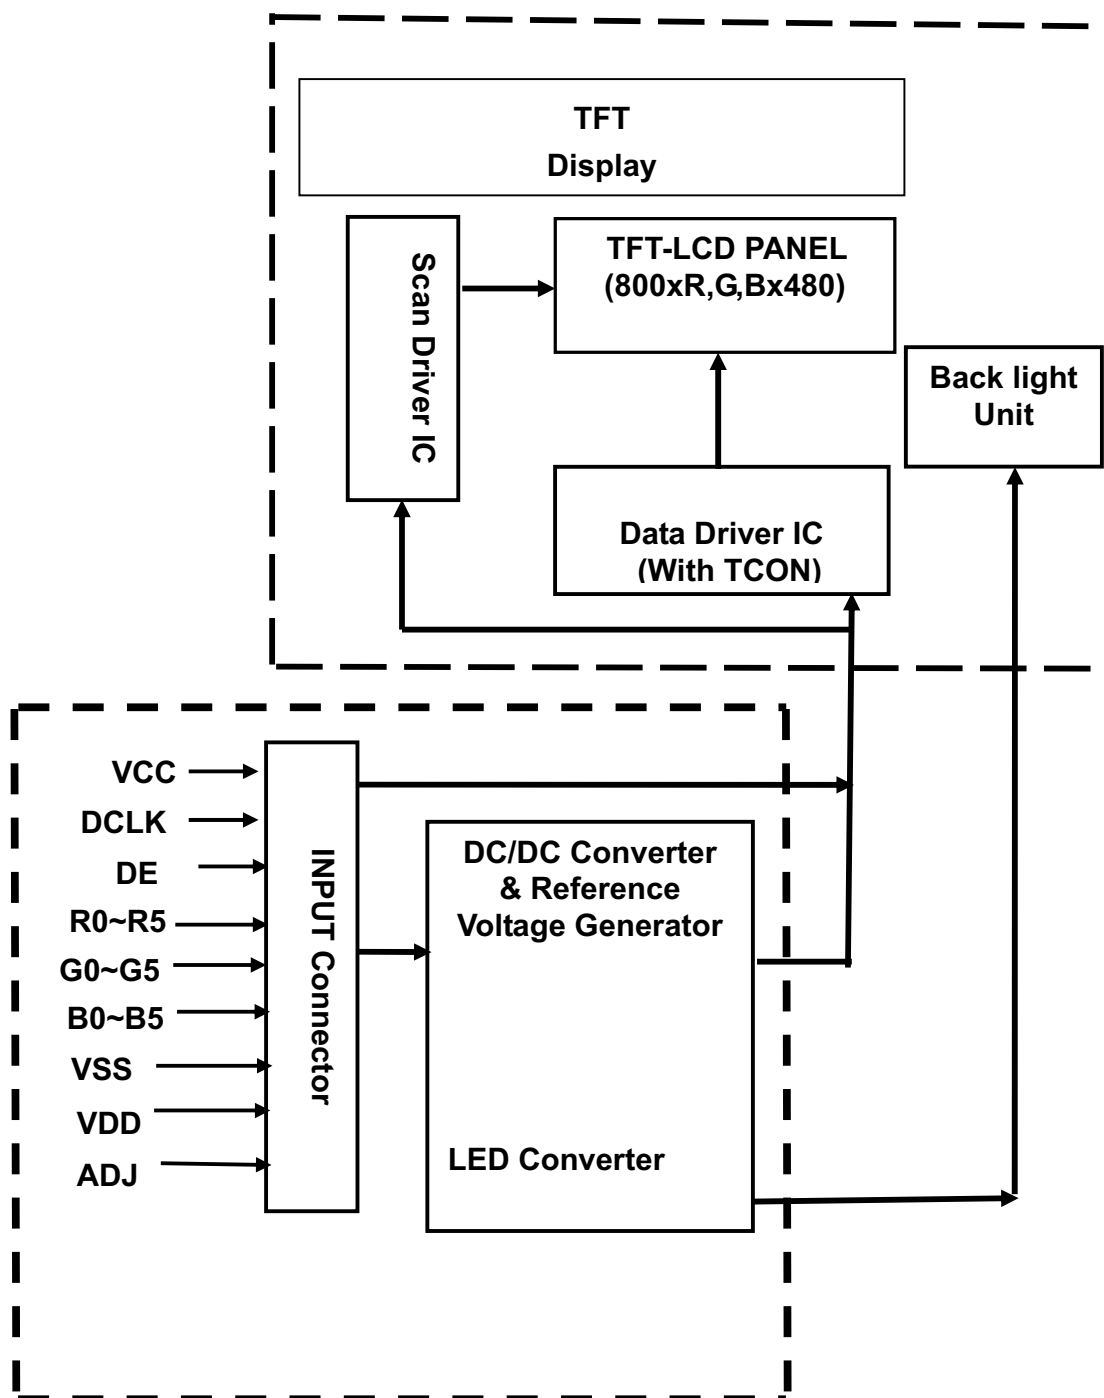 TFT
Display
TFT-LCD PANEL
(800xR,G,Bx480)
Scan Driver IC
Back light
Unit
Data Driver IC
(With TCON)
VCC
DCLK
DE
R0~R5
G0~G5
B0~B5
VSS
VDD
ADJ
INPUT Connector
DC/DC Converter
& Reference
Voltage Generator
LED Converter